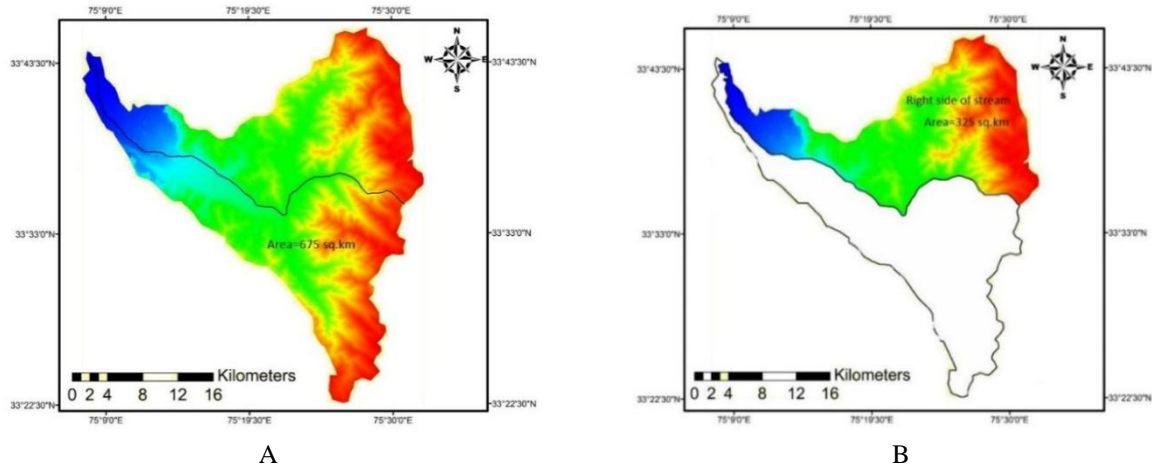 75°9'0"E 75°19'30"E 75°30'0"E
33°43'30"N 33°43'30"N
N
W E
S
Area=675 sq.km
33°33'0"N 33°33'0"N
Kilometers
0 2 4 8 12 16
33°22'30"N 33°22'30"N
75°9'0"E 75°19'30"E 75°30'0"E
A
75°9'0"E 75°19'30"E 75°30'0"E
33°43'30"N 33°43'30"N
N
W E
S
Right side of stream
Area=325 sq.km
33°33'0"N 33°33'0"N
Kilometers
0 2 4 8 12 16
33°22'30"N 33°22'30"N
75°9'0"E 75°19'30"E 75°30'0"E
B